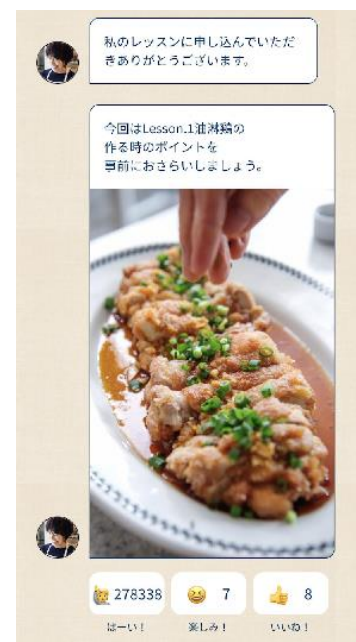 私のレッスンに申し込んでいただ
きありがとうございます。
今回はLesson.1油淋鶏の
作る時のポイントを
事前におさらいしましょう。
278338
7
8
はーい！
楽しみ！
いいね！